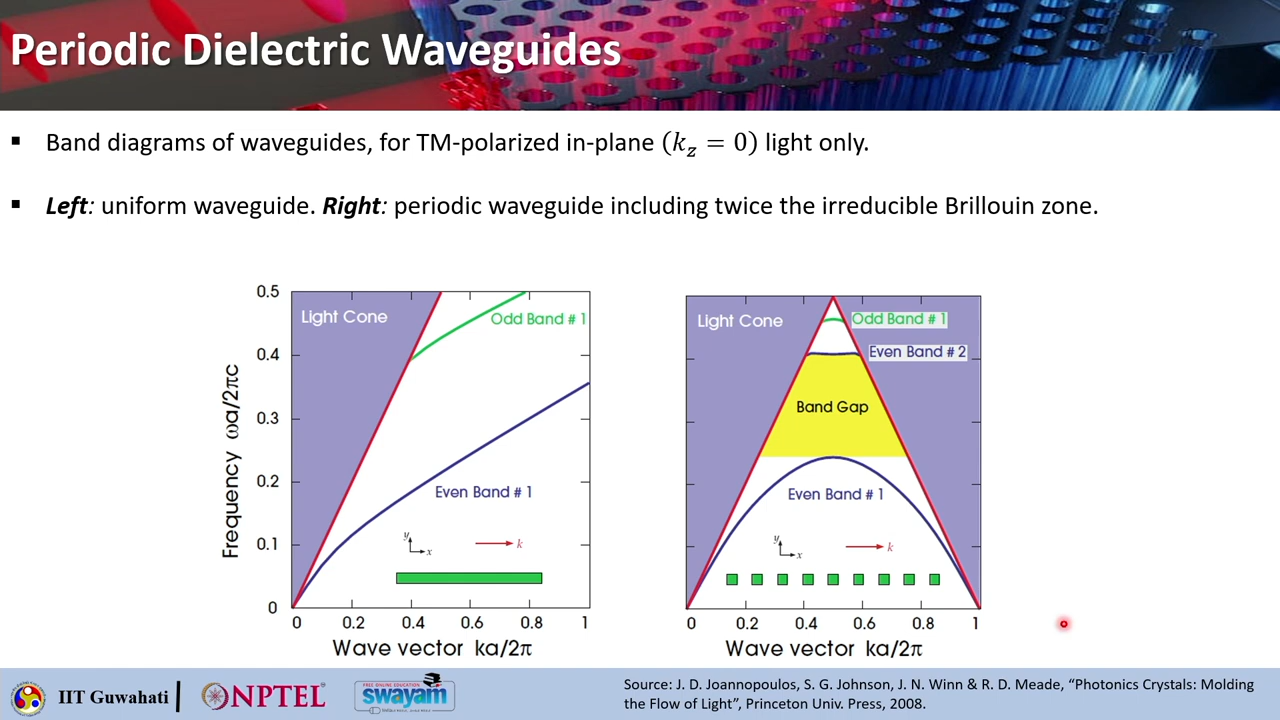 Periodic Dielectric Waveguides
▪ Band diagrams of waveguides, for TM-polarized in-plane (k_z = 0) light only.
▪ Left: uniform waveguide. Right: periodic waveguide including twice the irreducible Brillouin zone.
Frequency ωa/2πc
0.5
0.4
0.3
0.2
0.1
0
Light Cone
Odd Band # 1
Even Band # 1
y
x
k
0 0.2 0.4 0.6 0.8 1
Wave vector ka/2π
Light Cone
Odd Band # 1
Even Band # 2
Band Gap
Even Band # 1
y
x
k
0 0.2 0.4 0.6 0.8 1
Wave vector ka/2π
IIT Guwahati
NPTEL
FREE ONLINE EDUCATION
swayam
Source: J. D. Joannopoulos, S. G. Johnson, J. N. Winn & R. D. Meade, “Photonics Crystals: Molding
the Flow of Light”, Princeton Univ. Press, 2008.